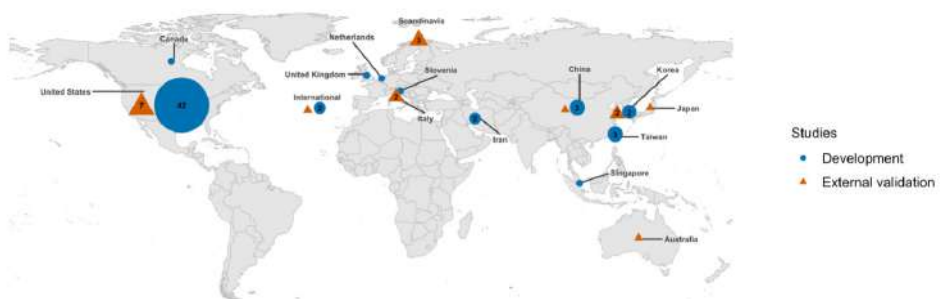 Scandinavia
Canada
Netherlands
United Kingdom
Slovenia
China
Korea
United States
7
42
International
Italy
Iran
Japan
Taiwan
Singapore
Australia
Studies
Development
External validation